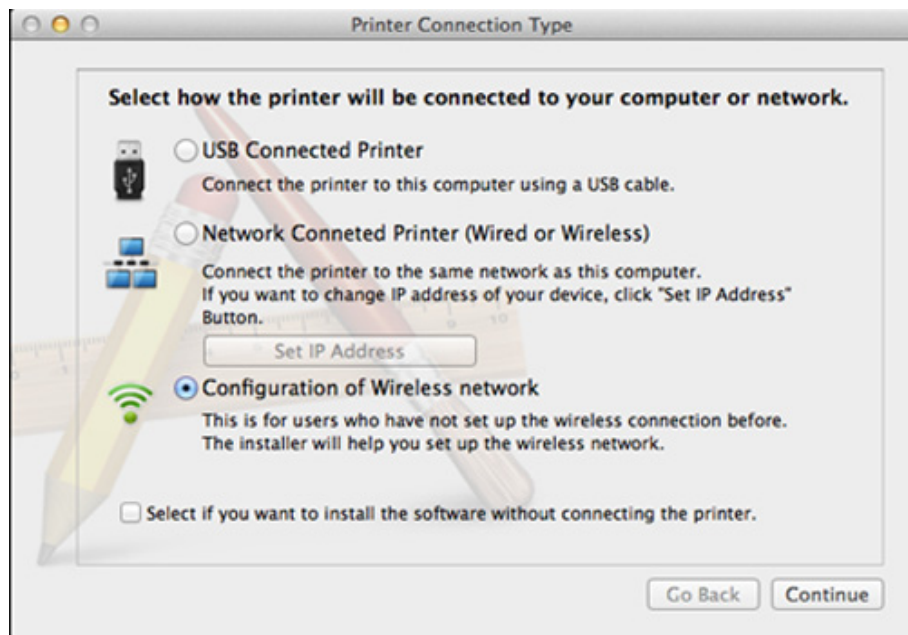 Printer Connection Type
Select how the printer will be connected to your computer or network.
USB Connected Printer
Connect the printer to this computer using a USB cable.
Network Conneted Printer (Wired or Wireless)
Connect the printer to the same network as this computer.
If you want to change IP address of your device, click "Set IP Address"
Button.
Set IP Address
Configuration of Wireless network
This is for users who have not set up the wireless connection before.
The installer will help you set up the wireless network.
Select if you want to install the software without connecting the printer.
Go Back
Continue